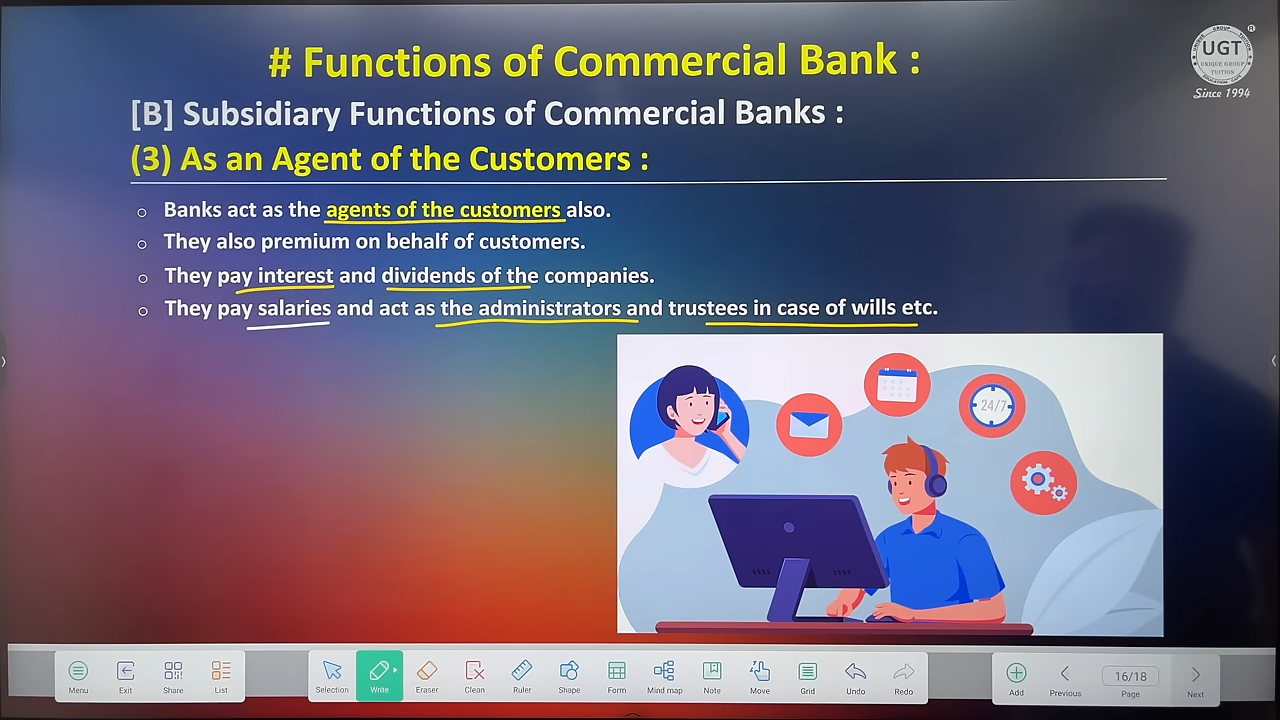 # Functions of Commercial Bank :
UGT
UNIQUE GROUP
TUITION
Since 1994
[B] Subsidiary Functions of Commercial Banks :
(3) As an Agent of the Customers :
Banks act as the agents of the customers also.
They also premium on behalf of customers.
They pay interest and dividends of the companies.
They pay salaries and act as the administrators and trustees in case of wills etc.
24/7
Menu Exit Share List Selection Write Eraser Clean Ruler Shape Form Mind map Note Move Grid Undo Redo Add Previous 16/18 Page Next